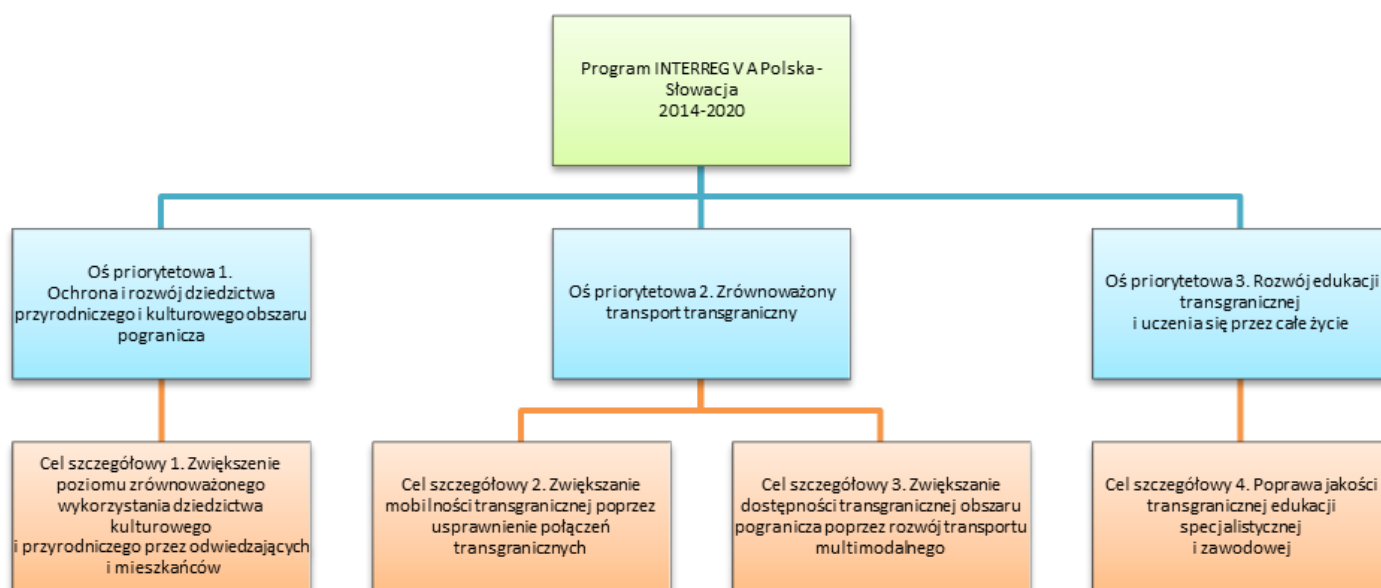 Program INTERREG V A Polska -
Słowacja
2014-2020
Oś priorytetowa 1.
Ochrona i rozwój dziedzictwa
przyrodniczego i kulturowego obszaru
pogranicza
Oś priorytetowa 2. Zrównoważony
transport transgraniczny
Oś priorytetowa 3. Rozwój edukacji
transgranicznej
i uczenia się przez całe życie
Cel szczegółowy 1. Zwiększenie
poziomu zrównoważonego
wykorzystania dziedzictwa
kulturowego
i przyrodniczego przez odwiedzających
i mieszkańców
Cel szczegółowy 2. Zwiększanie
mobilności transgranicznej poprzez
usprawnienie połączeń
transgranicznych
Cel szczegółowy 3. Zwiększanie
dostępności transgranicznej obszaru
pogranicza poprzez rozwój transportu
multimodalnego
Cel szczegółowy 4. Poprawa jakości
transgranicznej edukacji
specjalistycznej
i zawodowej